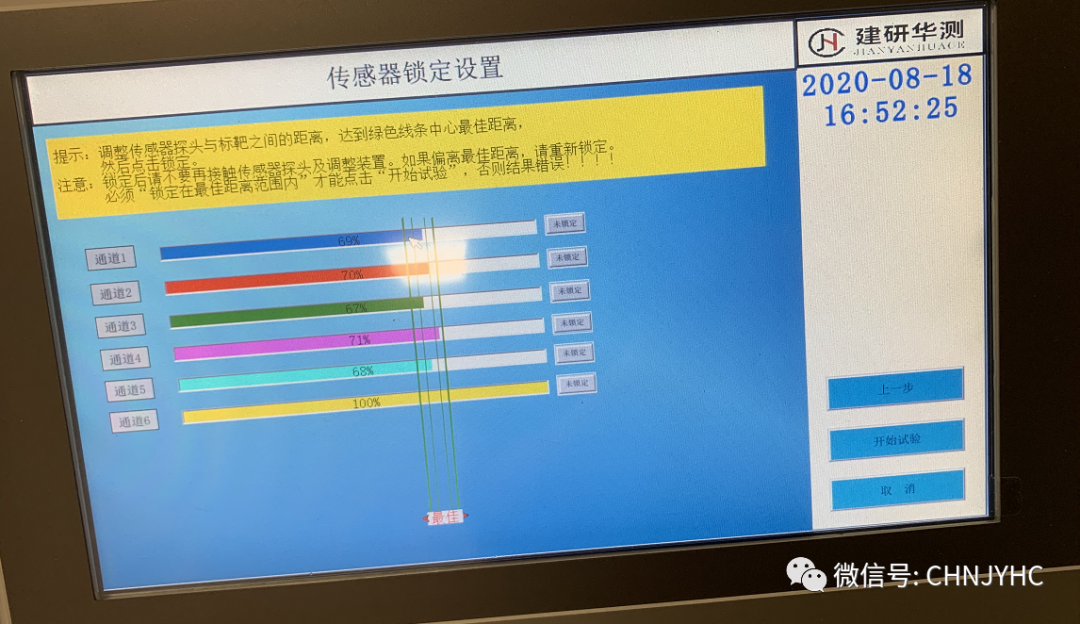 传感器锁定设置
建研华测
JIANYANHUACE
2020-08-18
16:52:25
提示：调整传感器探头与标靶之间的距离，达到绿色线条中心最佳距离，
然后点击锁定。
注意：锁定后请不要再接触传感器探头及调整装置。如果偏离最佳距离，请重新锁定。
必须“锁定在最佳距离范围内”才能点击“开始试验”，否则结果错误！！！！
通道1 69% 未锁定
通道2 70% 未锁定
通道3 67% 未锁定
通道4 71% 未锁定
通道5 68% 未锁定
通道6 100% 未锁定
<最佳>
上一步
开始试验
取 消
微信号: CHNJYHC